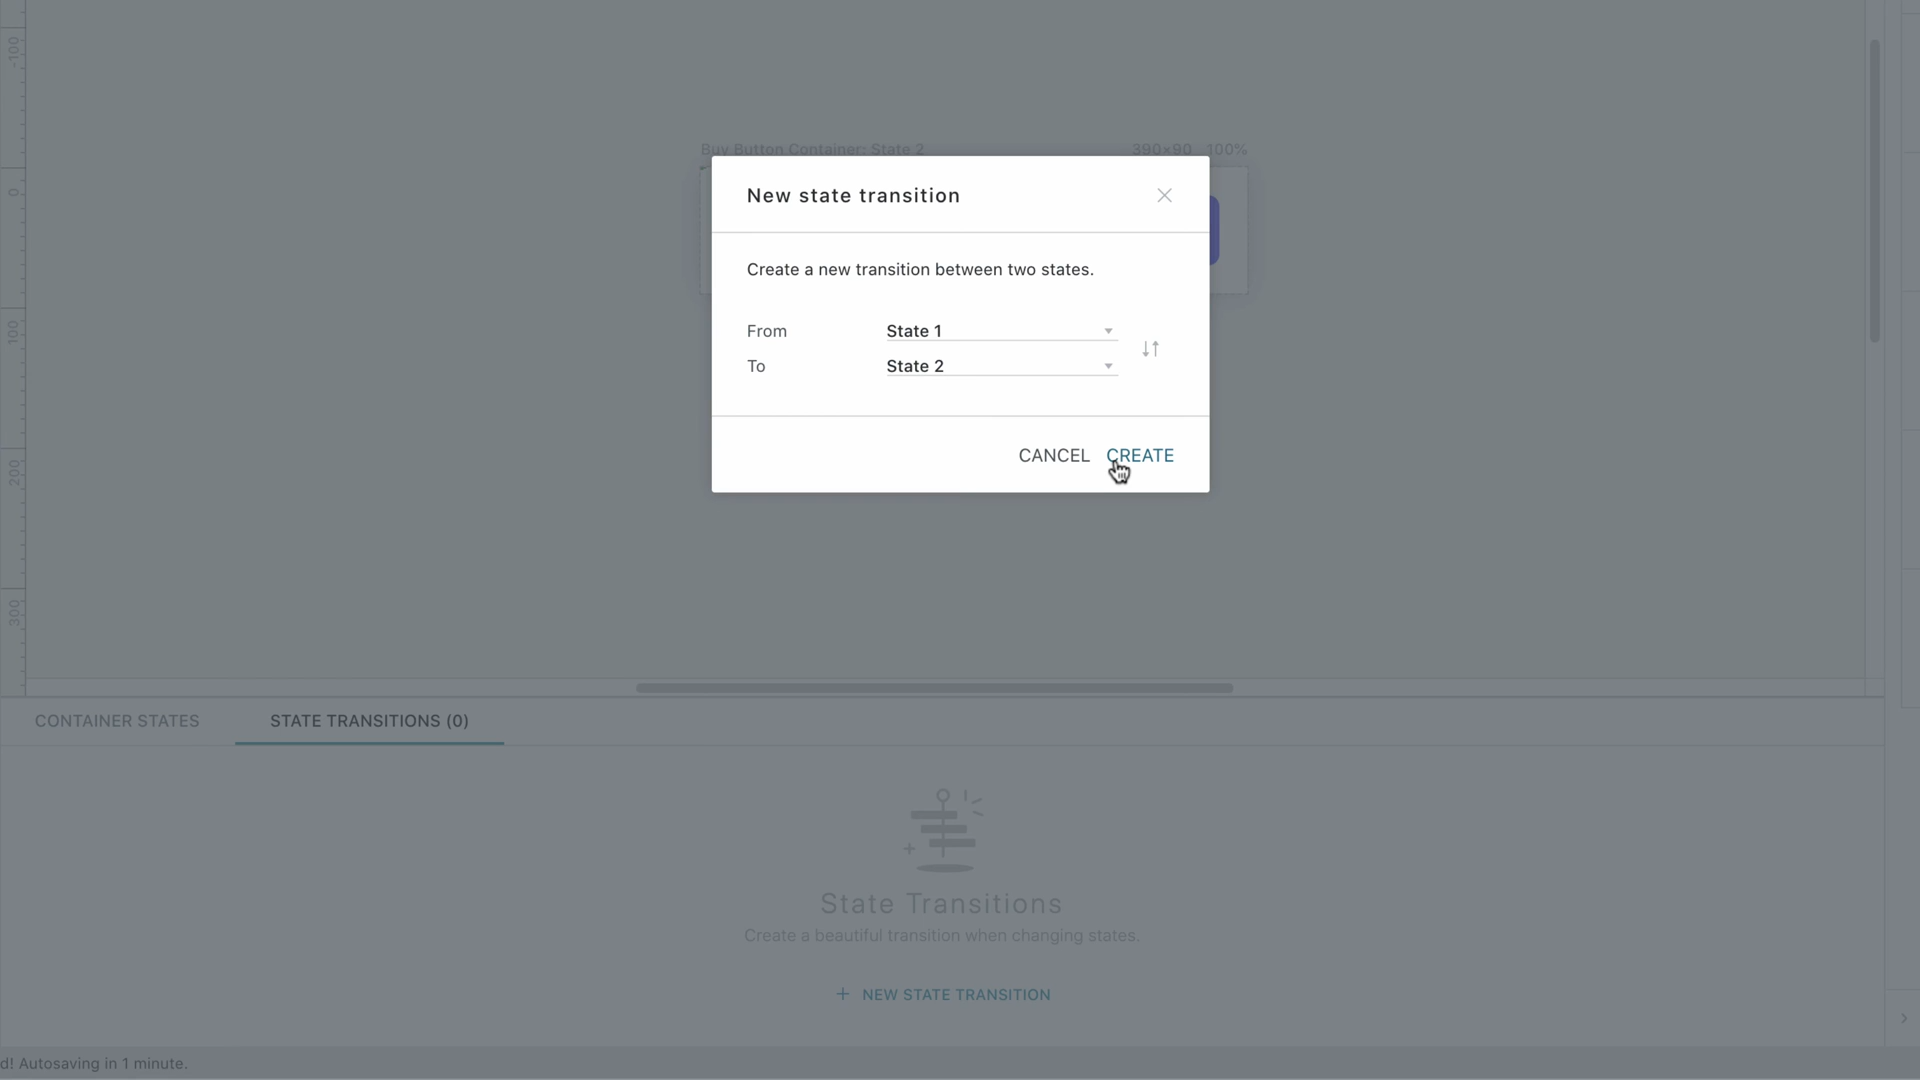 -100
0
100
200
300
Buy Button Container: State 2
390×90 100%
New state transition
Create a new transition between two states.
From State 1
To State 2
CANCEL CREATE
CONTAINER STATES STATE TRANSITIONS (0)
State Transitions
Create a beautiful transition when changing states.
+ NEW STATE TRANSITION
d! Autosaving in 1 minute.